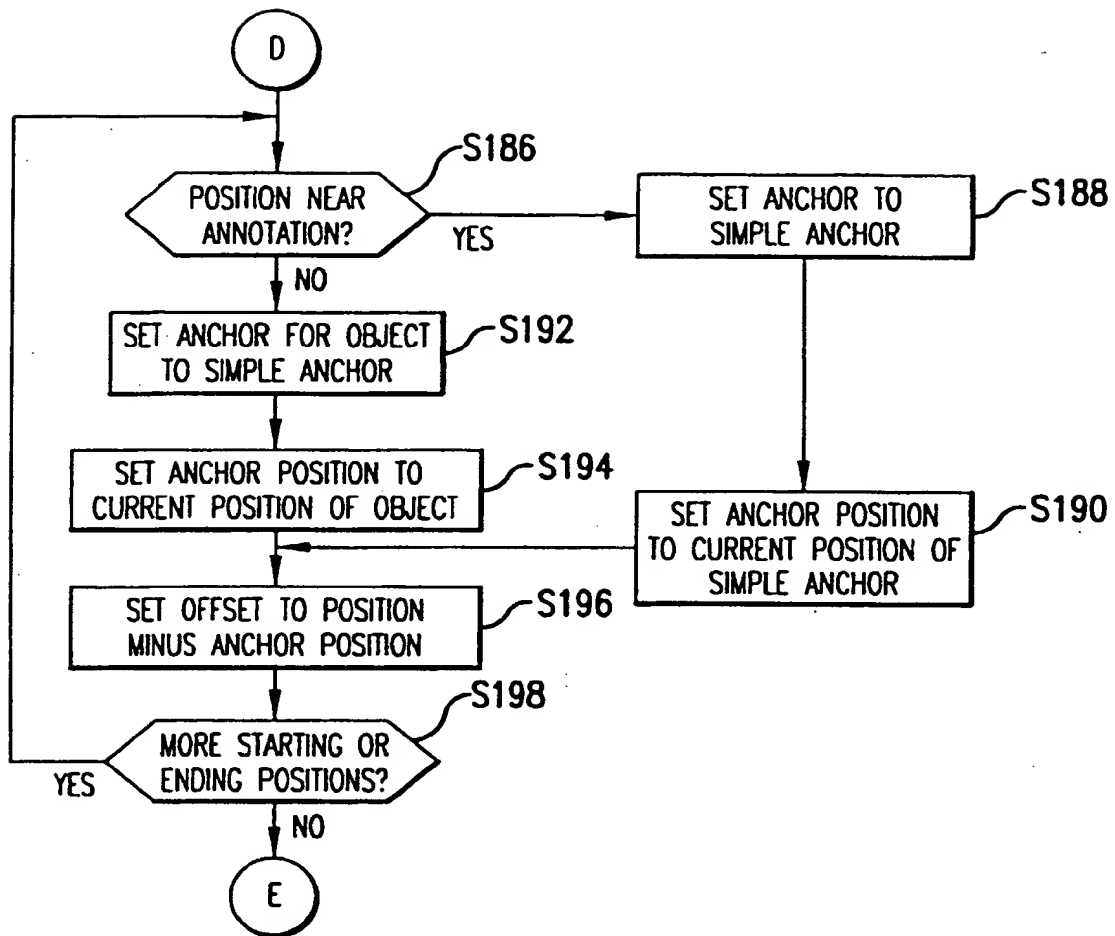 D
S186
POSITION NEAR
ANNOTATION?
YES
SET ANCHOR TO
SIMPLE ANCHOR
S188
NO
SET ANCHOR FOR OBJECT
TO SIMPLE ANCHOR
S192
SET ANCHOR POSITION TO
CURRENT POSITION OF OBJECT
S194
SET ANCHOR POSITION
TO CURRENT POSITION OF
SIMPLE ANCHOR
S190
SET OFFSET TO POSITION
MINUS ANCHOR POSITION
S196
S198
MORE STARTING OR
ENDING POSITIONS?
YES
NO
E